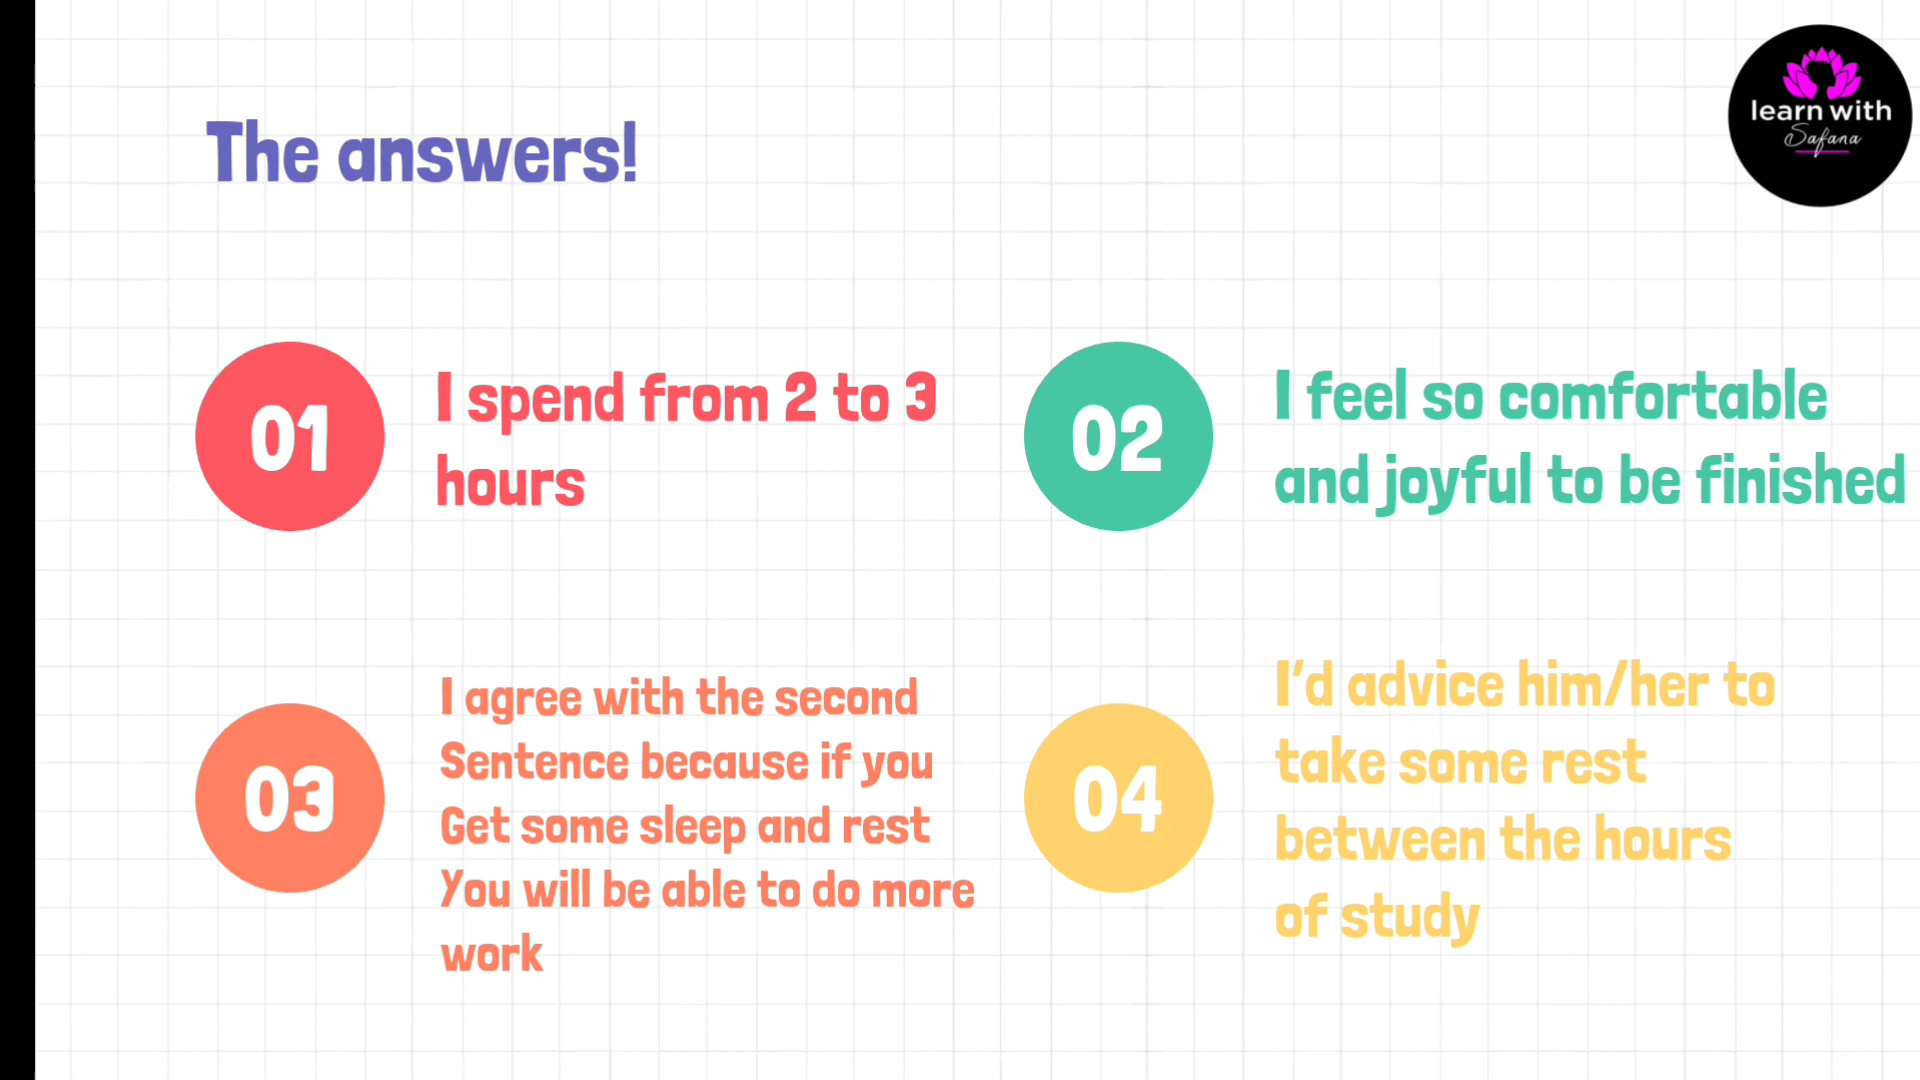 The answers!
learn with
Safana
01
I spend from 2 to 3
hours
02
I feel so comfortable
and joyful to be finished
03
I agree with the second
Sentence because if you
Get some sleep and rest
You will be able to do more
work
04
I'd advice him/her to
take some rest
between the hours
of study